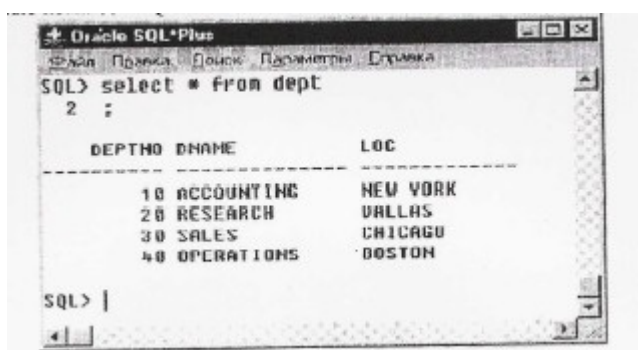 Oracle SQL*Plus
Файл Правка Поиск Параметры Справка
SQL> select * from dept
2 ;
DEPTNO DNAME LOC
---------- -------------- -------------
10 ACCOUNTING NEW YORK
20 RESEARCH DALLAS
30 SALES CHICAGO
40 OPERATIONS BOSTON
SQL>